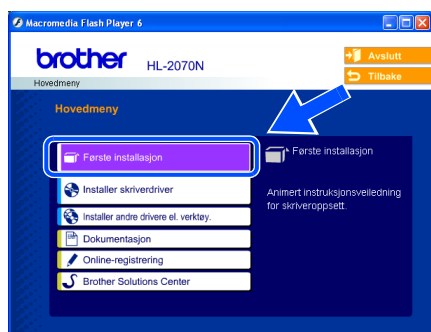 Macromedia Flash Player 6
brother HL-2070N
Avslutt
Tilbake
Hovedmeny
Hovedmeny
Første installasjon
Installer skriverdriver
Installer andre drivere el. verktøy.
Dokumentasjon
Online-registrering
Brother Solutions Center
Første installasjon
Animert instruksjonsveiledning
for skriveroppsett.